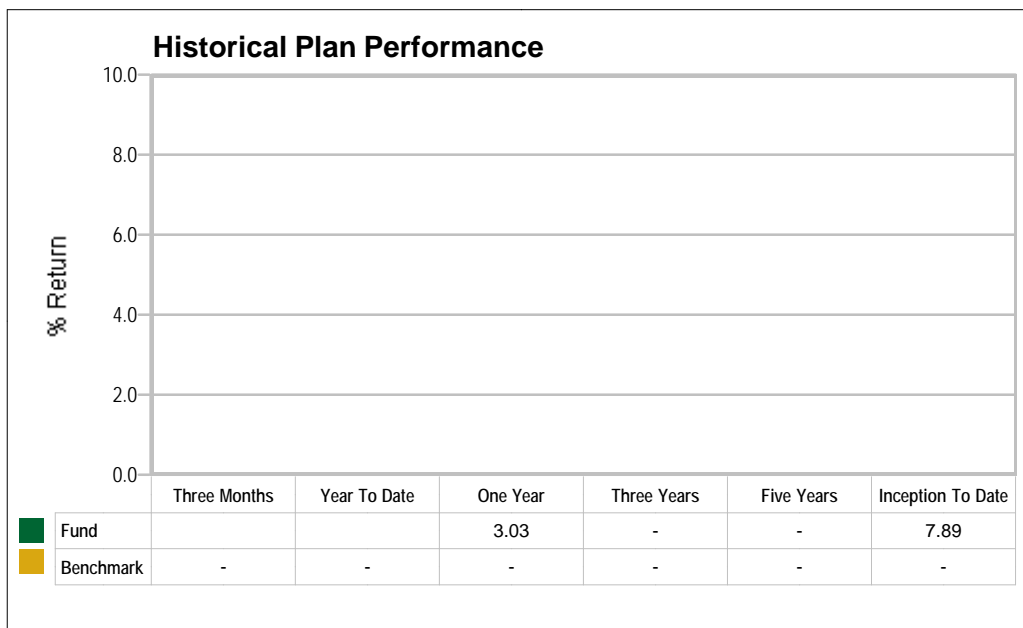 Historical Plan Performance
10.0
8.0
6.0
4.0
2.0
0.0
% Return
Three Months Year To Date One Year Three Years Five Years Inception To Date
Fund 3.03 - - 7.89
Benchmark - - - - - -